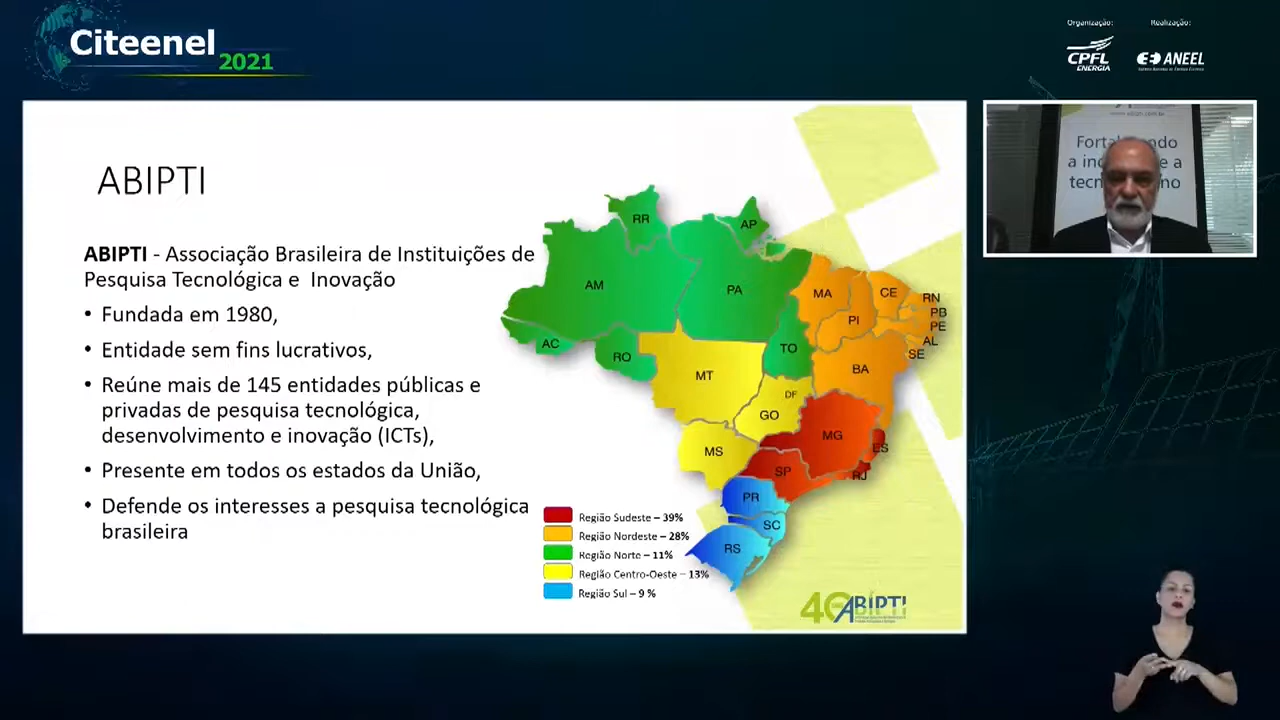 Citeenel
2021
Organização:
Realização:
CPFL
ENERGIA
ANEEL
ABIPTI
ABIPTI - Associação Brasileira de Instituições de
Pesquisa Tecnológica e Inovação
• Fundada em 1980,
• Entidade sem fins lucrativos,
• Reúne mais de 145 entidades públicas e
privadas de pesquisa tecnológica,
desenvolvimento e inovação (ICTs),
• Presente em todos os estados da União,
• Defende os interesses a pesquisa tecnológica
brasileira
RR
AP
AM
PA
MA
CE
RN
PB
PE
AL
SE
PI
AC
RO
TO
BA
MT
DF
GO
MG
ES
MS
SP
RJ
PR
SC
RS
Região Sudeste – 39%
Região Nordeste – 28%
Região Norte – 11%
Região Centro-Oeste – 13%
Região Sul – 9 %
40 ABIPTI